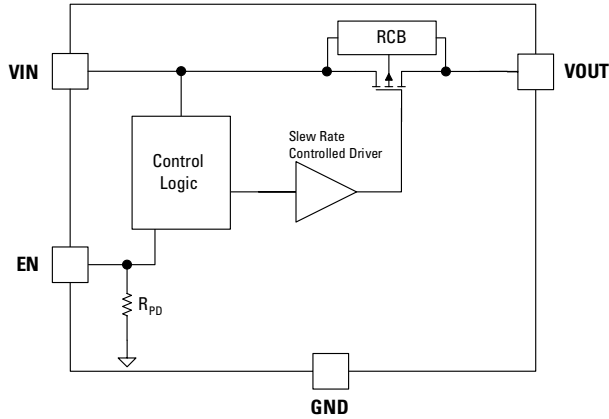 RCB
VIN
VOUT
Slew Rate
Controlled Driver
Control
Logic
EN
RPD
GND